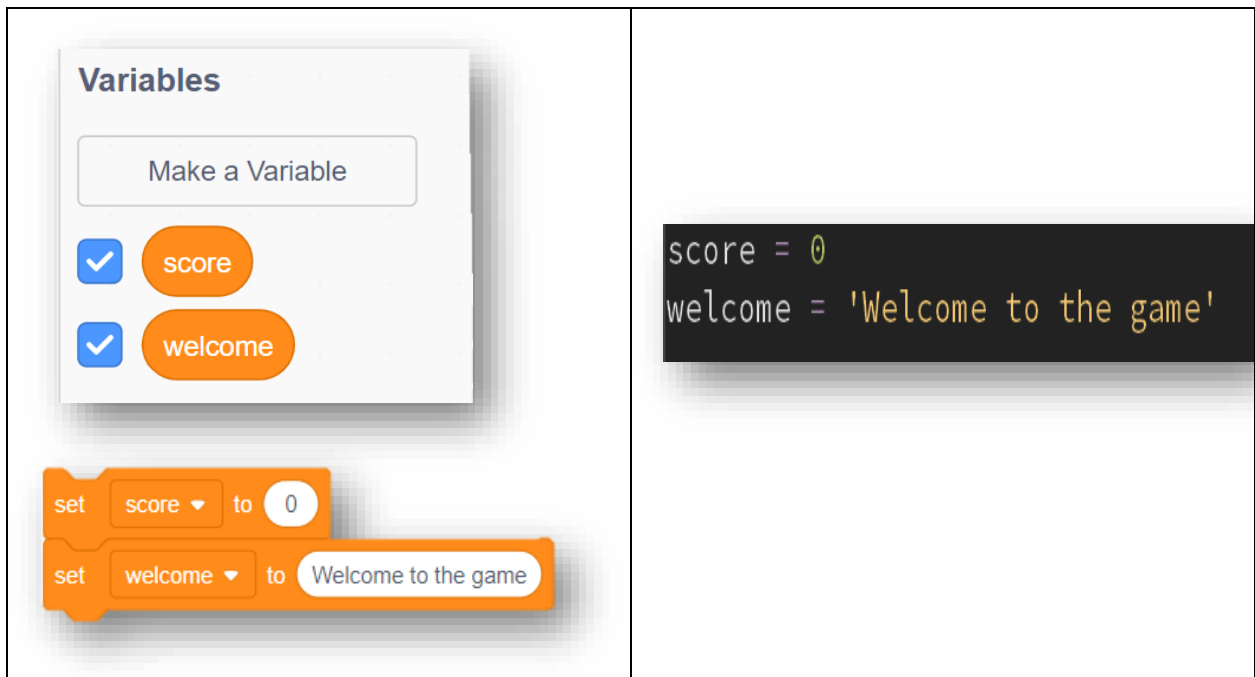 Variables
Make a Variable
score
welcome
set score to 0
set welcome to Welcome to the game
score = 0
welcome = 'Welcome to the game'